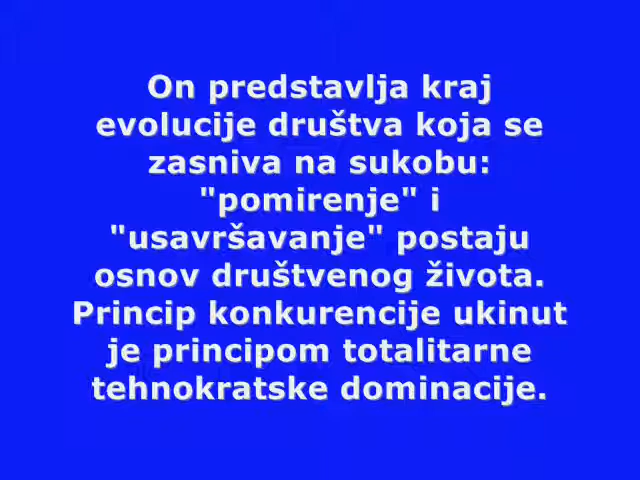 On predstavlja kraj
evolucije društva koja se
zasniva na sukobu:
"pomirenje" i
"usavršavanje" postaju
osnov društvenog života.
Princip konkurencije ukinut
je principom totalitarne
tehnokratske dominacije.